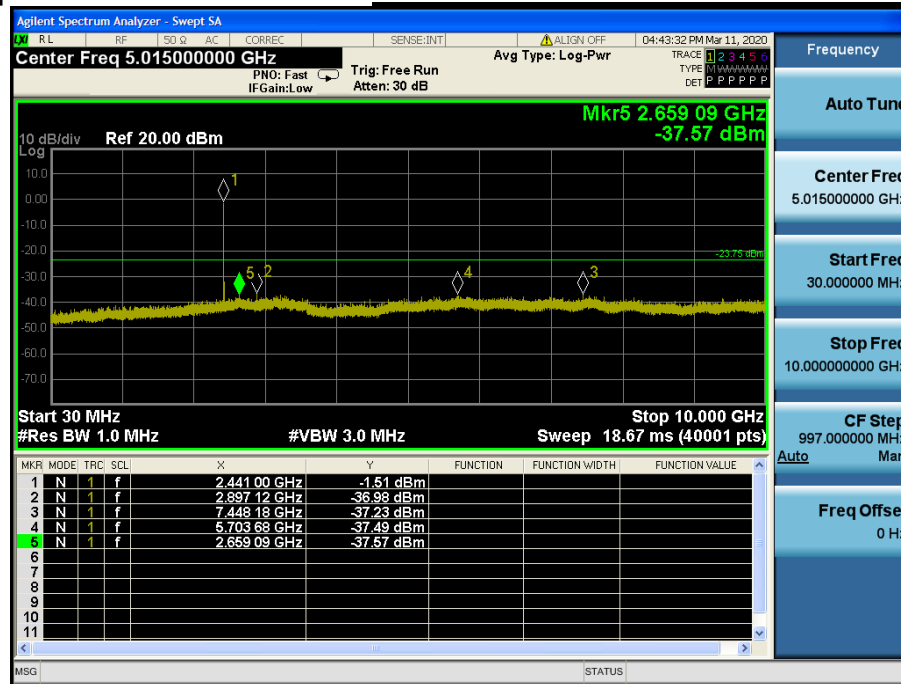 Agilent Spectrum Analyzer - Swept SA
LXI RL RF 50 Ω AC CORREC SENSE:INT ALIGN OFF 04:43:32 PM Mar 11, 2020
Center Freq 5.015000000 GHz
PNO: Fast
IFGain:Low
Trig: Free Run
Atten: 30 dB
Avg Type: Log-Pwr
TRACE 1 2 3 4 5 6
TYPE M WWWWW
DET P P P P P P
Mkr5 2.659 09 GHz
-37.57 dBm
10 dB/div Ref 20.00 dBm
Log
10.0
0.00
-10.0
-20.0
-30.0
-40.0
-50.0
-60.0
-70.0
1
5
2
4
3
-23.75 dBm
Start 30 MHz
Stop 10.000 GHz
#Res BW 1.0 MHz #VBW 3.0 MHz Sweep 18.67 ms (40001 pts)
MKR MODE TRC SCL X Y FUNCTION FUNCTION WIDTH FUNCTION VALUE
1 N 1 f 2.441 00 GHz -1.51 dBm
2 N 1 f 2.897 12 GHz -36.98 dBm
3 N 1 f 7.448 18 GHz -37.23 dBm
4 N 1 f 5.703 68 GHz -37.49 dBm
5 N 1 f 2.659 09 GHz -37.57 dBm
6
7
8
9
10
11
MSG STATUS
Frequency
Auto Tune
Center Freq
5.015000000 GHz
Start Freq
30.000000 MHz
Stop Freq
10.000000000 GHz
CF Step
997.000000 MHz
Auto Man
Freq Offset
0 Hz